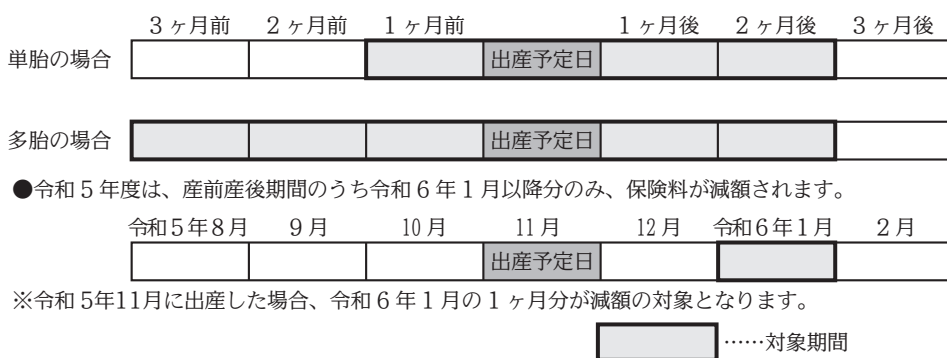 3ヶ月前 2ヶ月前 1ヶ月前 1ヶ月後 2ヶ月後 3ヶ月後
単胎の場合 出産予定日
多胎の場合 出産予定日
●令和5年度は、産前産後期間のうち令和6年1月以降分のみ、保険料が減額されます。
令和5年8月 9月 10月 11月 12月 令和6年1月 2月
出産予定日
※令和5年11月に出産した場合、令和6年1月の1ヶ月分が減額の対象となります。
……対象期間